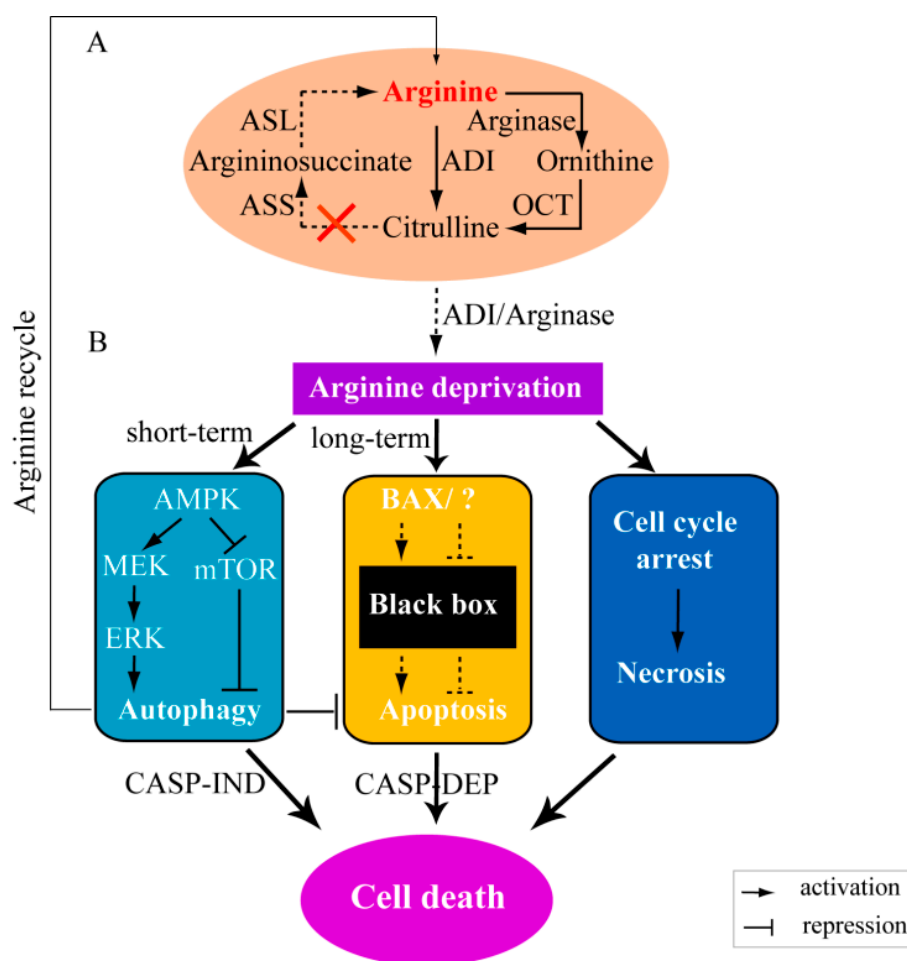 A
Arginine
ASL
Arginase
Argininosuccinate
ADI
Ornithine
ASS
OCT
Citrulline
ADI/Arginase
Arginine recycle
B
Arginine deprivation
short-term
long-term
AMPK
MEK
mTOR
ERK
Autophagy
BAX/ ?
Black box
Apoptosis
Cell cycle
arrest
Necrosis
CASP-IND
CASP-DEP
Cell death
activation
repression